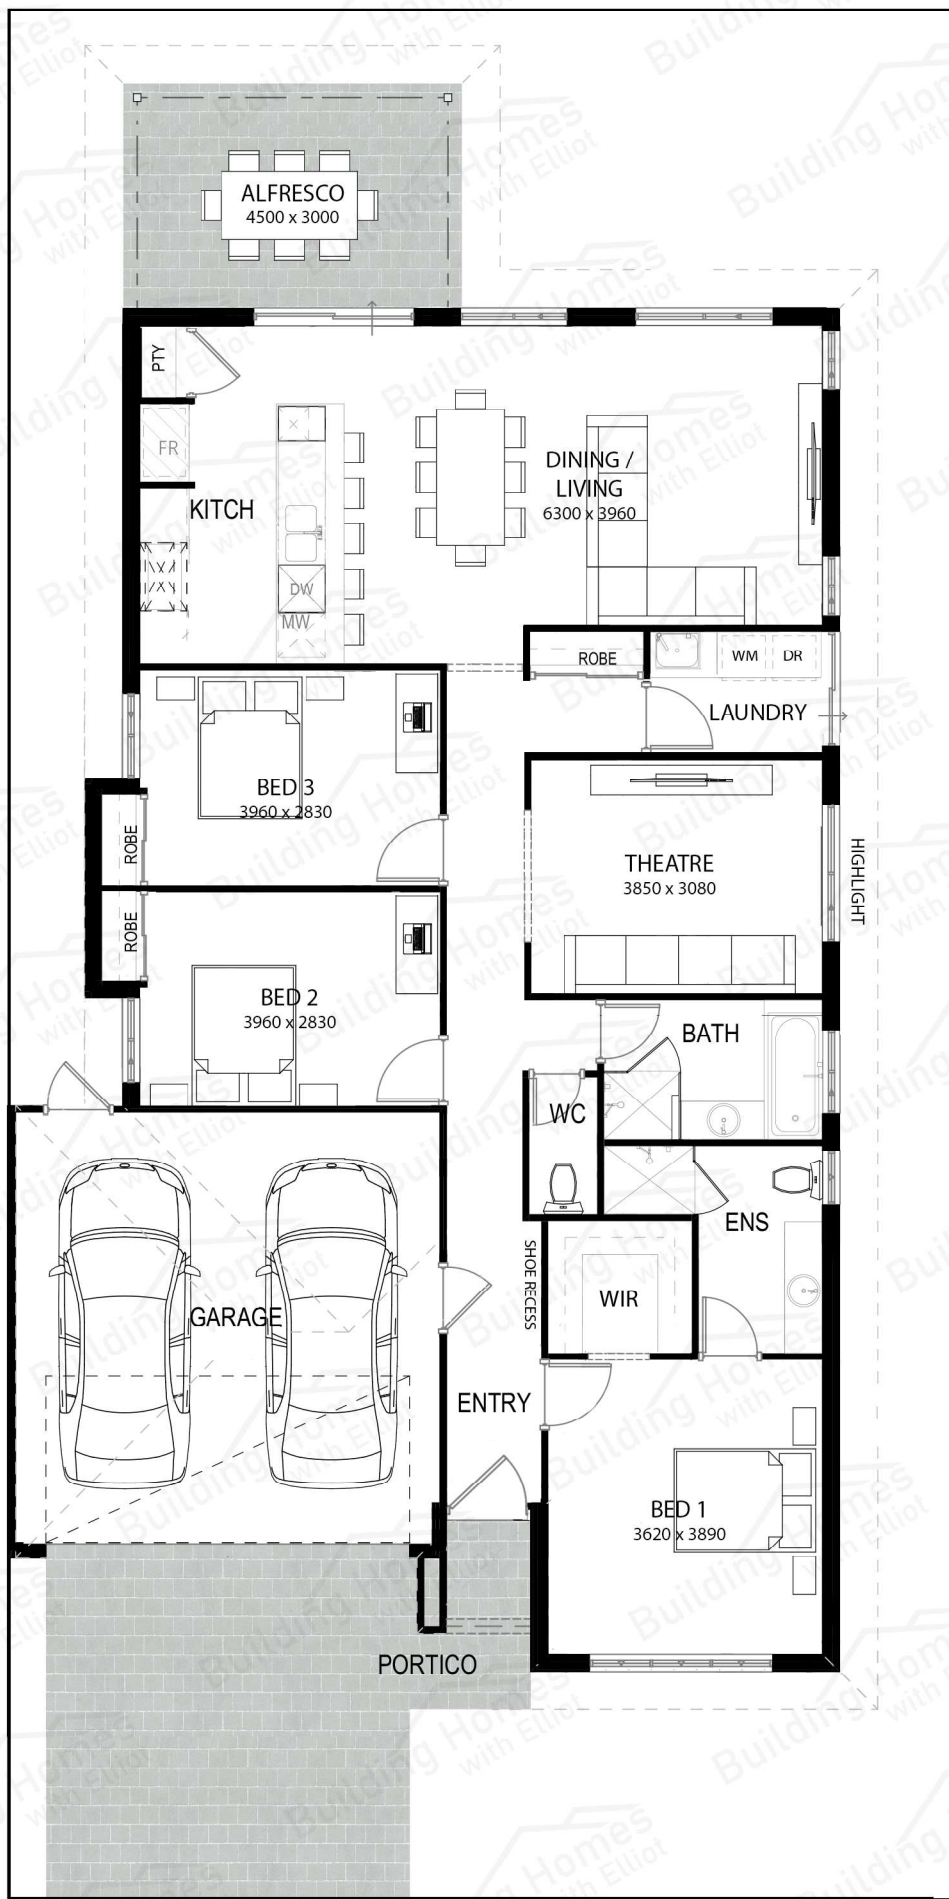 ALFRESCO
4500 x 3000
PTY
FR
KITCH
DW
MW
DINING /
LIVING
6300 x 3960
ROBE
WM
DR
LAUNDRY
BED 3
3960 x 2830
ROBE
THEATRE
3850 x 3080
HIGHLIGHT
ROBE
BED 2
3960 x 2830
BATH
WC
ENS
SHOE RECESS
WIR
GARAGE
ENTRY
BED 1
3620 x 3890
PORTICO
Building Homes
with Elliot